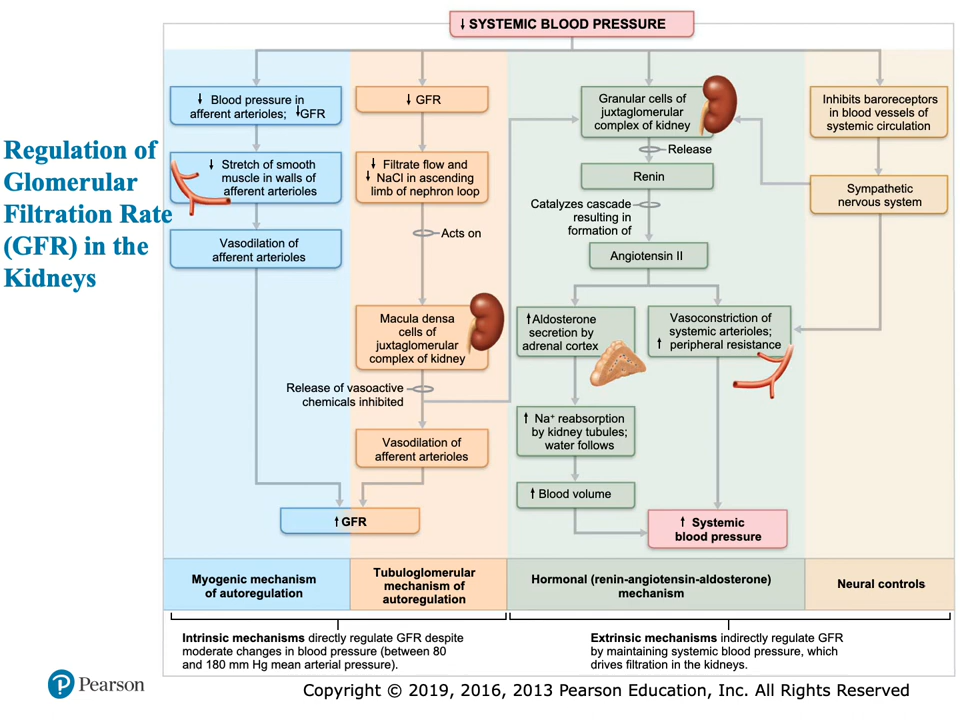 ↓ SYSTEMIC BLOOD PRESSURE
Regulation of
Glomerular
Filtration Rate
(GFR) in the
Kidneys
↓ Blood pressure in
afferent arterioles; ↓GFR
↓ Stretch of smooth
muscle in walls of
afferent arterioles
Vasodilation of
afferent arterioles
↓ GFR
↓ Filtrate flow and
↓ NaCl in ascending
limb of nephron loop
Acts on
Macula densa
cells of
juxtaglomerular
complex of kidney
Release of vasoactive
chemicals inhibited
Vasodilation of
afferent arterioles
↑ GFR
Granular cells of
juxtaglomerular
complex of kidney
Release
Renin
Catalyzes cascade
resulting in
formation of
Angiotensin II
↑ Aldosterone
secretion by
adrenal cortex
↑ Na⁺ reabsorption
by kidney tubules;
water follows
↑ Blood volume
Vasoconstriction of
systemic arterioles;
↑ peripheral resistance
↑ Systemic
blood pressure
Inhibits baroreceptors
in blood vessels of
systemic circulation
Sympathetic
nervous system
Myogenic mechanism
of autoregulation
Tubuloglomerular
mechanism of
autoregulation
Hormonal (renin-angiotensin-aldosterone)
mechanism
Neural controls
Intrinsic mechanisms directly regulate GFR despite
moderate changes in blood pressure (between 80
and 180 mm Hg mean arterial pressure).
Extrinsic mechanisms indirectly regulate GFR
by maintaining systemic blood pressure, which
drives filtration in the kidneys.
P Pearson
Copyright © 2019, 2016, 2013 Pearson Education, Inc. All Rights Reserved